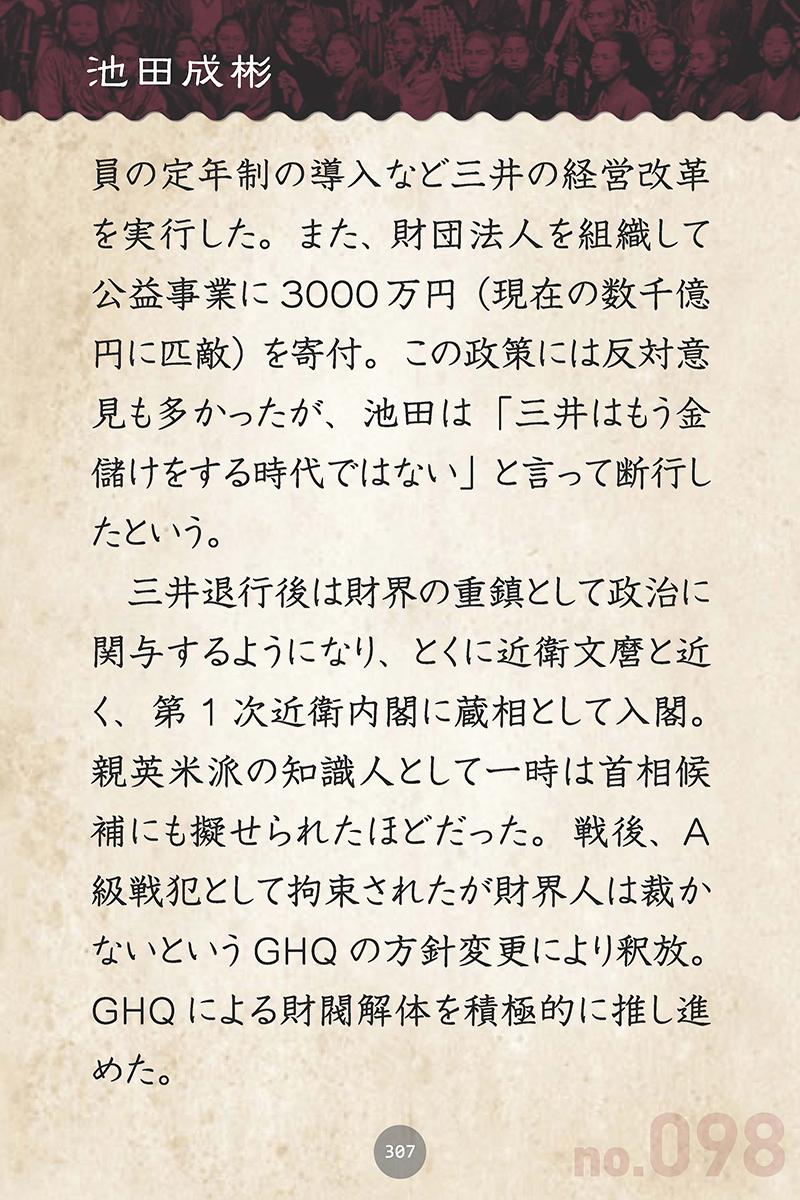 池田成彬
員の定年制の導入など三井の経営改革
を実行した。また、財団法人を組織して
公益事業に3000万円（現在の数千億
円に匹敵）を寄付。この政策には反対意
見も多かったが、池田は「三井はもう金
儲けをする時代ではない」と言って断行し
たという。
　三井退行後は財界の重鎮として政治に
関与するようになり、とくに近衛文麿と近
く、第1次近衛内閣に蔵相として入閣。
親英米派の知識人として一時は首相候
補にも擬せられたほどだった。戦後、A
級戦犯として拘束されたが財界人は裁か
ないというGHQの方針変更により釈放。
GHQによる財閥解体を積極的に推し進
めた。
307
no.098